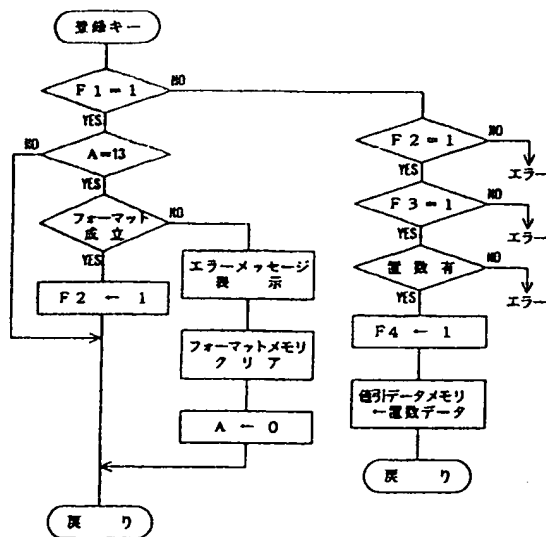 登録キー
F1=1
NO
YES
A=13
NO
YES
フォーマット
成立
NO
YES
F2 ← 1
エラーメッセージ
表示
フォーマットメモリ
クリア
A ← 0
戻り
F2=1
NO
エラー
YES
F3=1
NO
エラー
YES
置数有
NO
エラー
YES
F4 ← 1
値引データメモリ
←置数データ
戻り